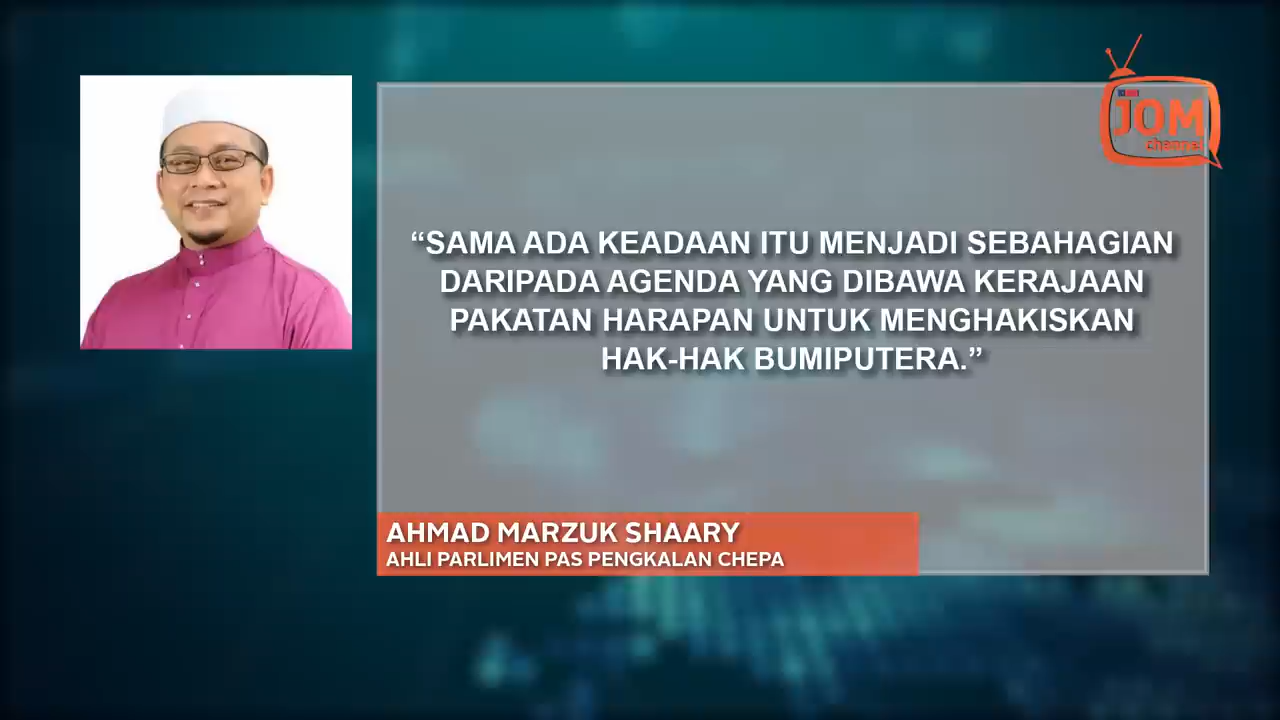 JOM
channel
“SAMA ADA KEADAAN ITU MENJADI SEBAHAGIAN
DARIPADA AGENDA YANG DIBAWA KERAJAAN
PAKATAN HARAPAN UNTUK MENGHAKISKAN
HAK-HAK BUMIPUTERA.”
AHMAD MARZUK SHAARY
AHLI PARLIMEN PAS PENGKALAN CHEPA